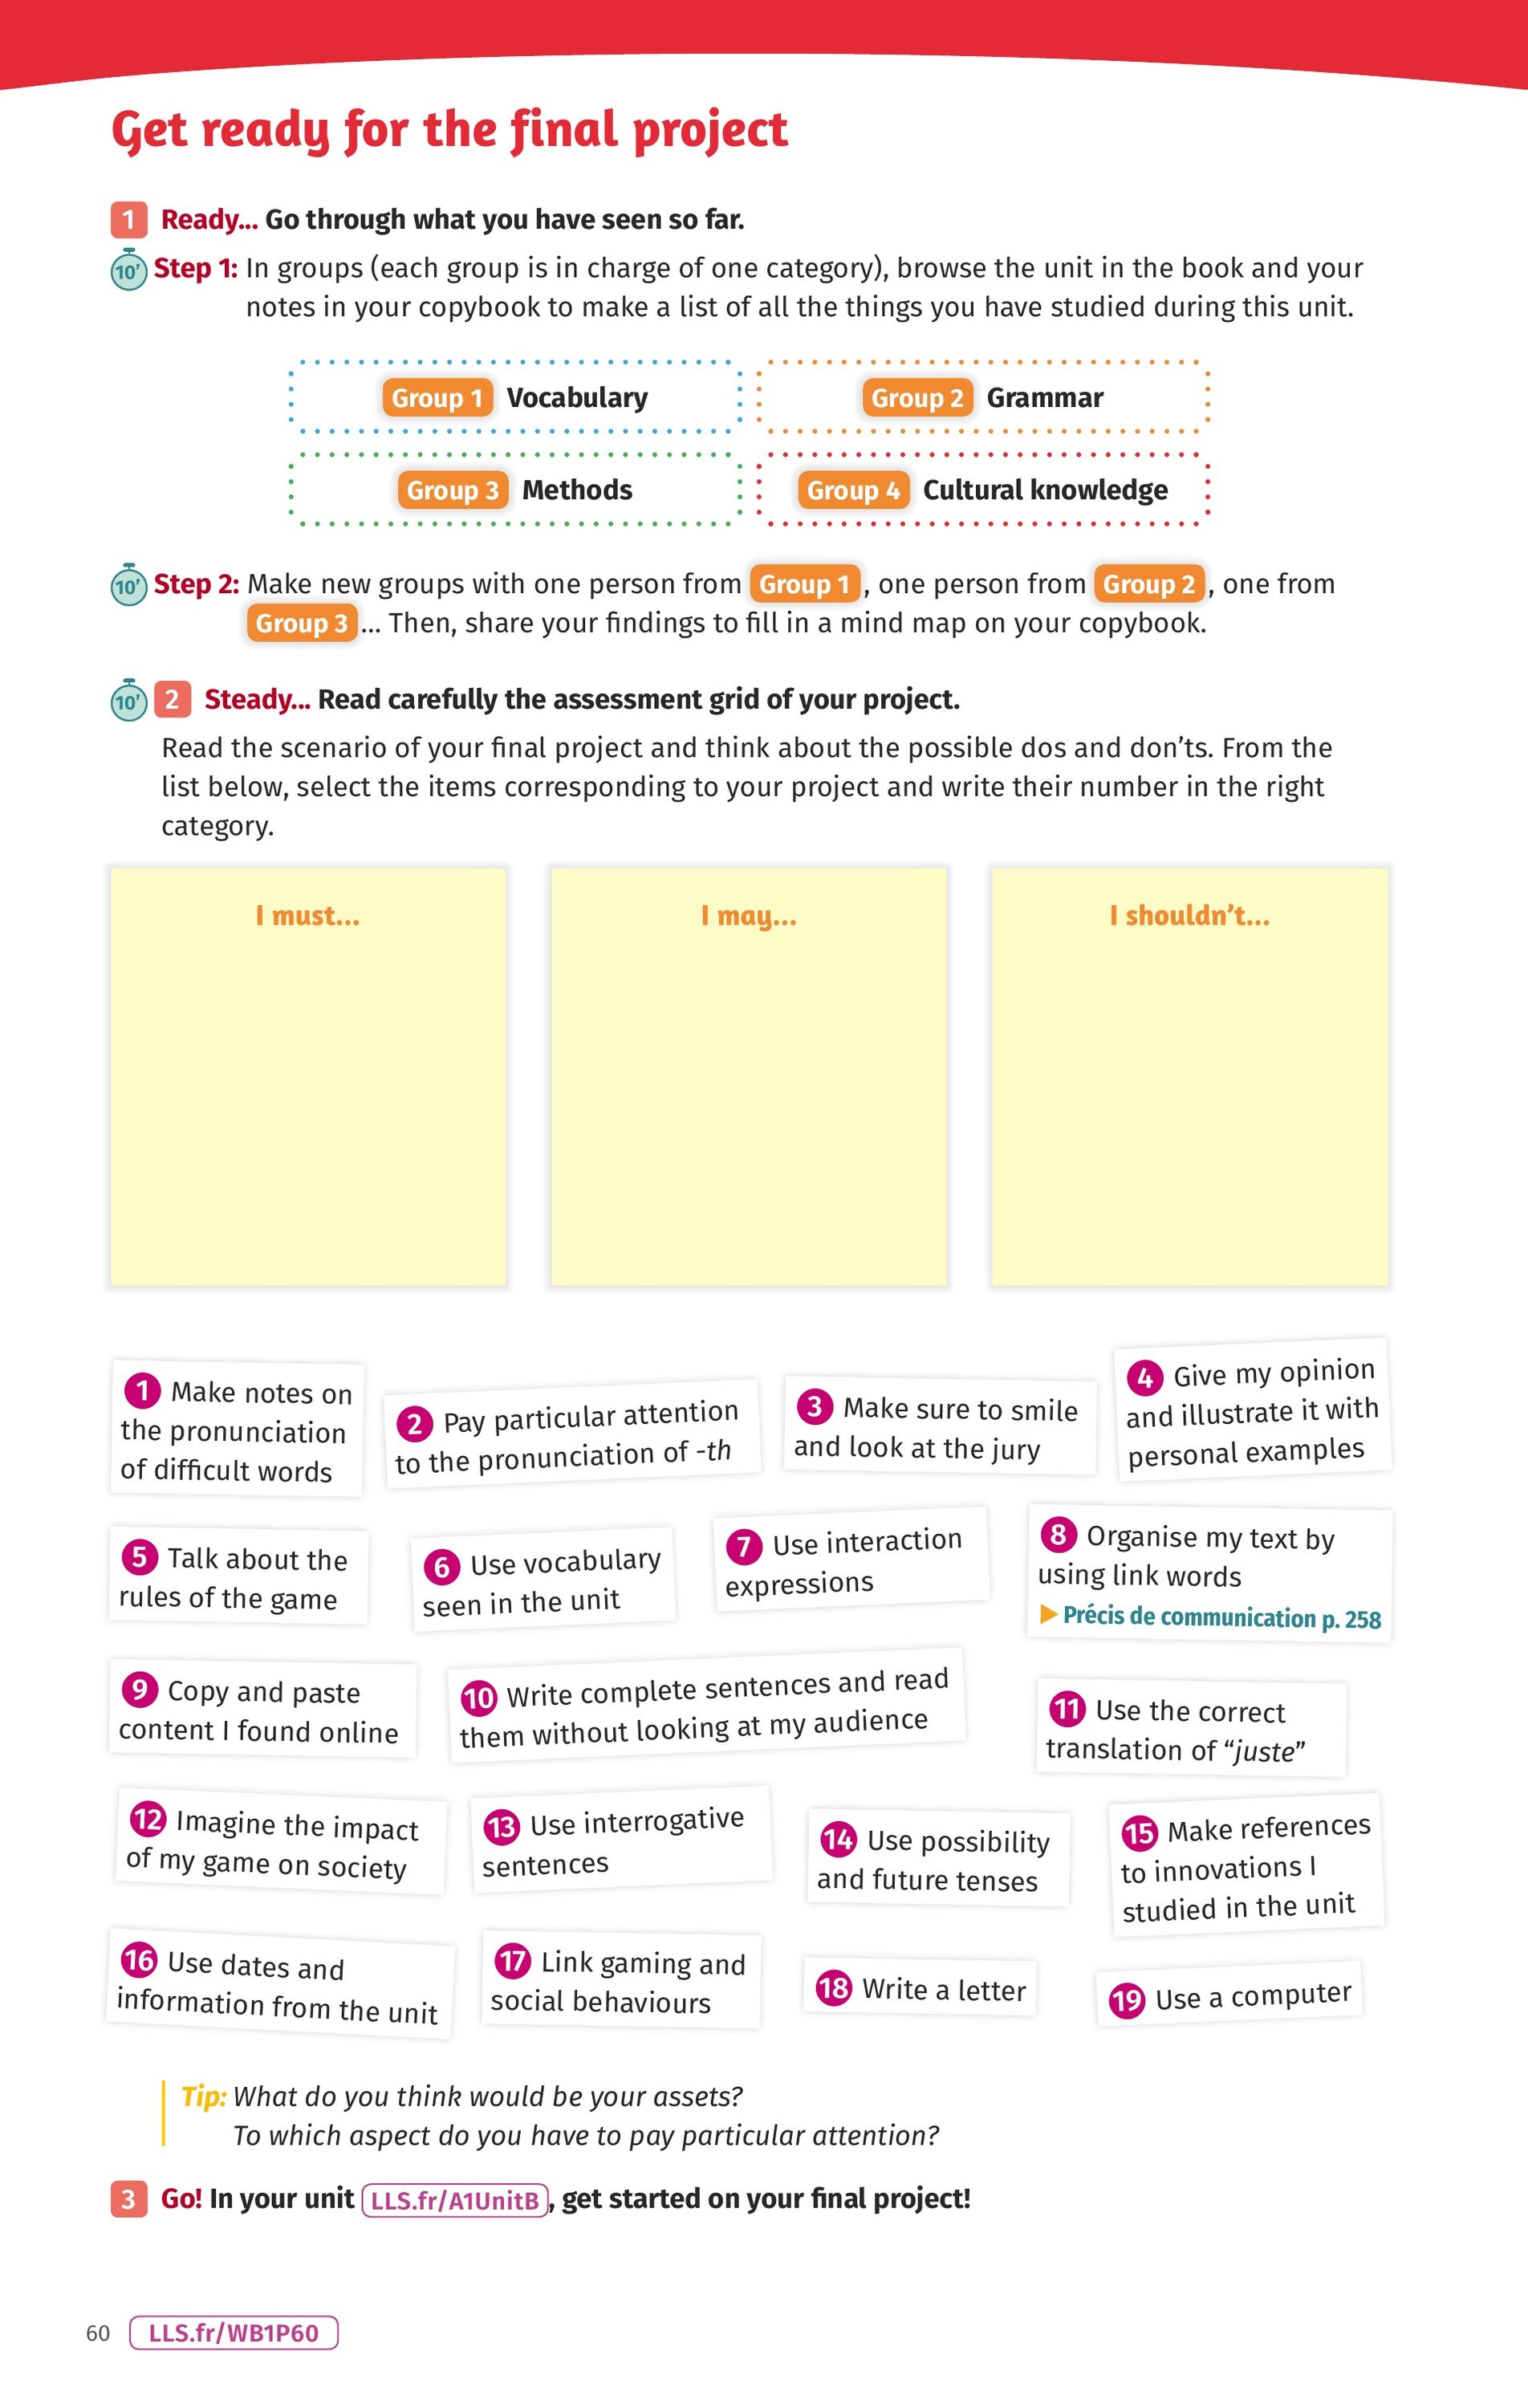 Get ready for the final project
1 Ready... Go through what you have seen so far.
10’ Step 1: In groups (each group is in charge of one category), browse the unit in the book and your
notes in your copybook to make a list of all the things you have studied during this unit.
Group 1 Vocabulary
Group 2 Grammar
Group 3 Methods
Group 4 Cultural knowledge
10’ Step 2: Make new groups with one person from Group 1, one person from Group 2, one from
Group 3... Then, share your findings to fill in a mind map on your copybook.
10’ 2 Steady... Read carefully the assessment grid of your project.
Read the scenario of your final project and think about the possible dos and don’ts. From the
list below, select the items corresponding to your project and write their number in the right
category.
I must...
I may...
I shouldn’t...
1 Make notes on
the pronunciation
of difficult words
2 Pay particular attention
to the pronunciation of -th
3 Make sure to smile
and look at the jury
4 Give my opinion
and illustrate it with
personal examples
5 Talk about the
rules of the game
6 Use vocabulary
seen in the unit
7 Use interaction
expressions
8 Organise my text by
using link words
▶ Précis de communication p. 258
9 Copy and paste
content I found online
10 Write complete sentences and read
them without looking at my audience
11 Use the correct
translation of “juste”
12 Imagine the impact
of my game on society
13 Use interrogative
sentences
14 Use possibility
and future tenses
15 Make references
to innovations I
studied in the unit
16 Use dates and
information from the unit
17 Link gaming and
social behaviours
18 Write a letter
19 Use a computer
Tip: What do you think would be your assets?
To which aspect do you have to pay particular attention?
3 Go! In your unit LLS.fr/A1UnitB, get started on your final project!
60 LLS.fr/WB1P60